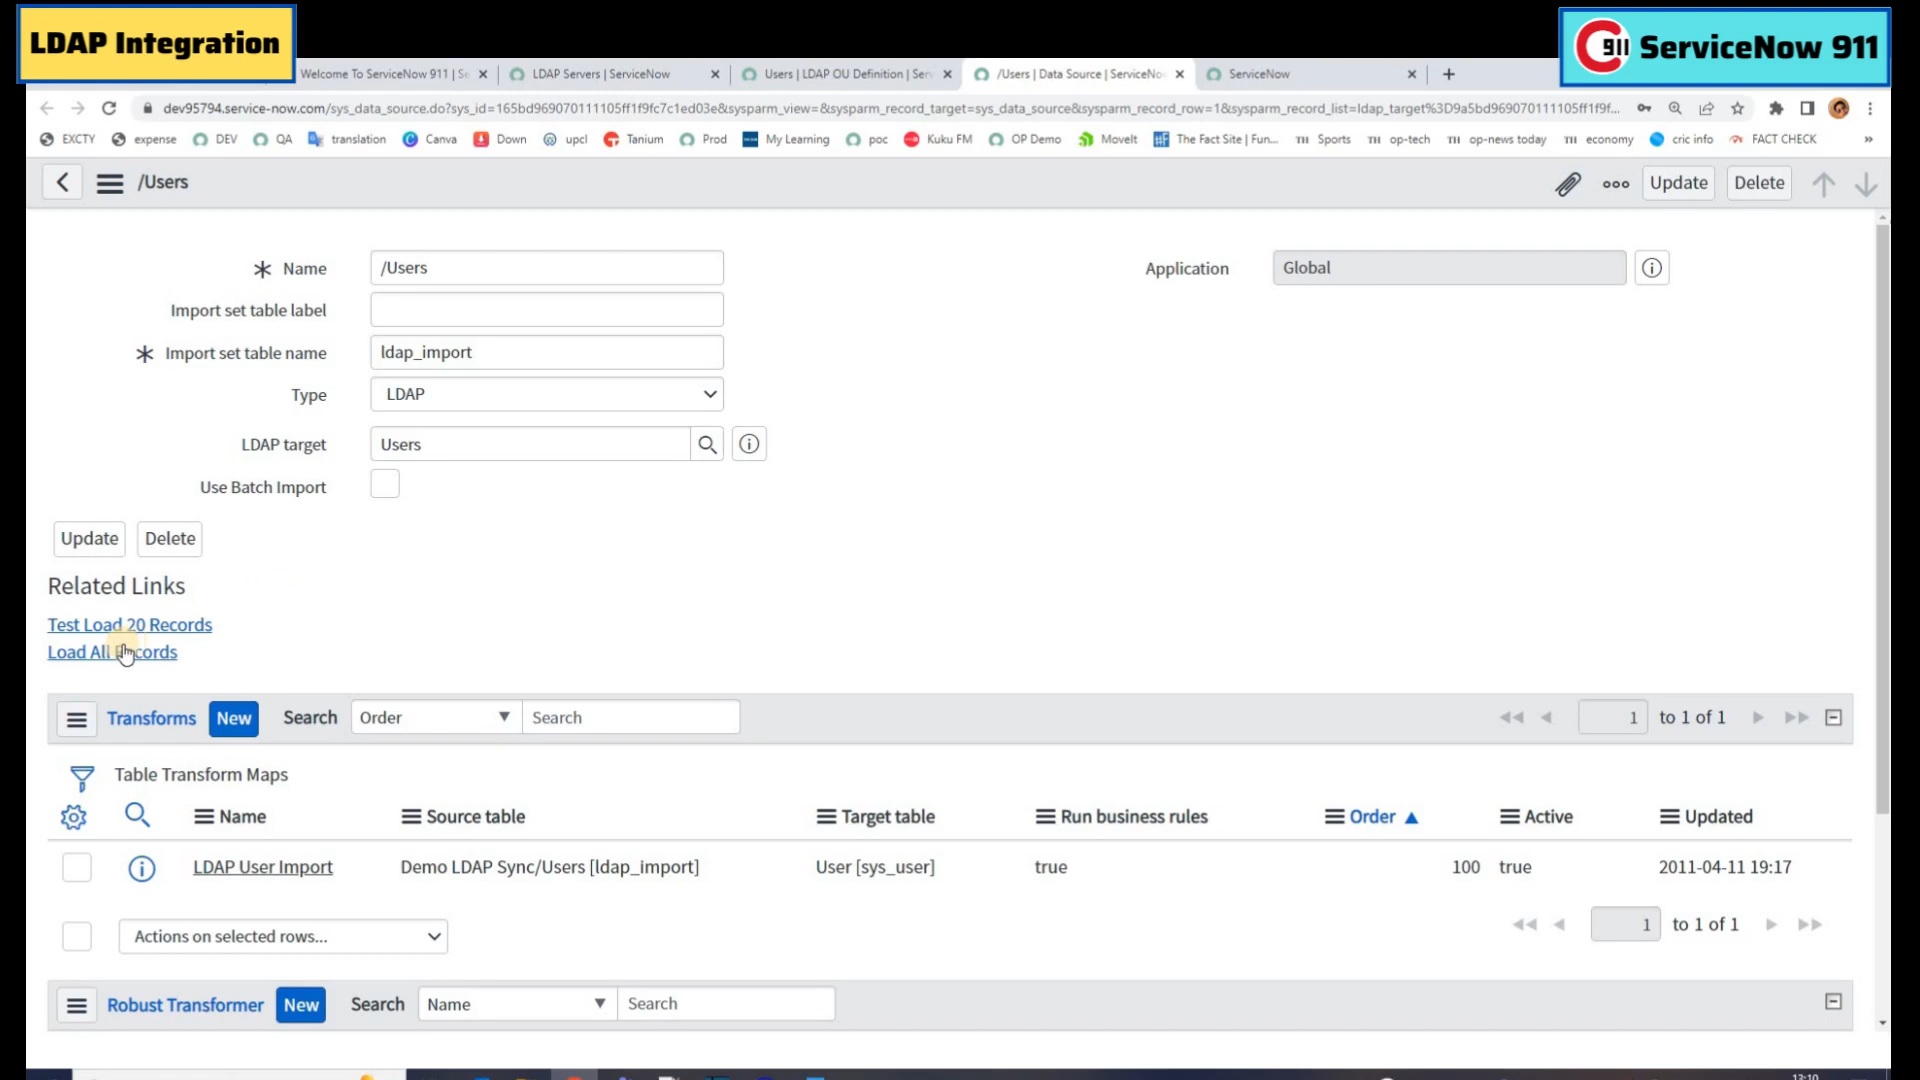 LDAP Integration
911 ServiceNow 911
Welcome To ServiceNow 911 | Se
LDAP Servers | ServiceNow
Users | LDAP OU Definition | Serv
/Users | Data Source | ServiceNo
ServiceNow
dev95794.service-now.com/sys_data_source.do?sys_id=165bd969070111105ff1f9fc7c1ed03e&sysparm_view=&sysparm_record_target=sys_data_source&sysparm_record_row=1&sysparm_record_list=ldap_target%3D9a5bd969070111105ff1f9f...
EXCTY expense DEV QA translation Canva Down upcl Tanium Prod My Learning poc Kuku FM OP Demo MoveIt The Fact Site | Fun... TH Sports TH op-tech TH op-news today TH economy cric info FACT CHECK »
/Users
Update Delete
Name /Users
Application Global
Import set table label
Import set table name ldap_import
Type LDAP
LDAP target Users
Use Batch Import
Update Delete
Related Links
Test Load 20 Records
Load All Records
Transforms New Search Order Search 1 to 1 of 1
Table Transform Maps
Name Source table Target table Run business rules Order Active Updated
LDAP User Import Demo LDAP Sync/Users [ldap_import] User [sys_user] true 100 true 2011-04-11 19:17
Actions on selected rows... 1 to 1 of 1
Robust Transformer New Search Name Search
13:10